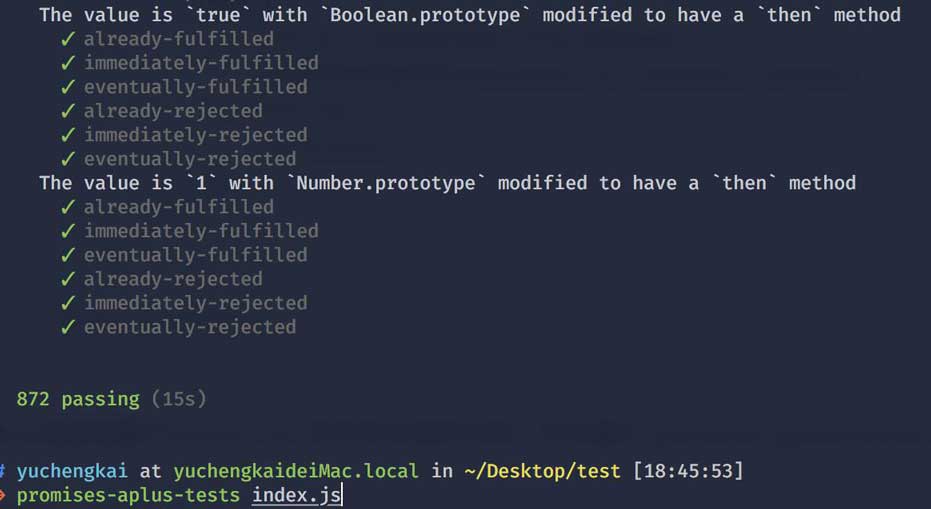 The value is `true` with `Boolean.prototype` modified to have a `then` method
✓ already-fulfilled
✓ immediately-fulfilled
✓ eventually-fulfilled
✓ already-rejected
✓ immediately-rejected
✓ eventually-rejected
The value is `1` with `Number.prototype` modified to have a `then` method
✓ already-fulfilled
✓ immediately-fulfilled
✓ eventually-fulfilled
✓ already-rejected
✓ immediately-rejected
✓ eventually-rejected
872 passing (15s)
# yuchengkai at yuchengkaideiMac.local in ~/Desktop/test [18:45:53]
promises-aplus-tests index.js